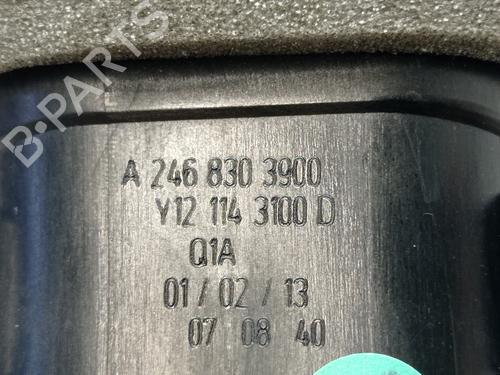 B-PARTS
A 246 830 3900
Y12 114 3100 D
Q1A
01/02/13
07 08 40